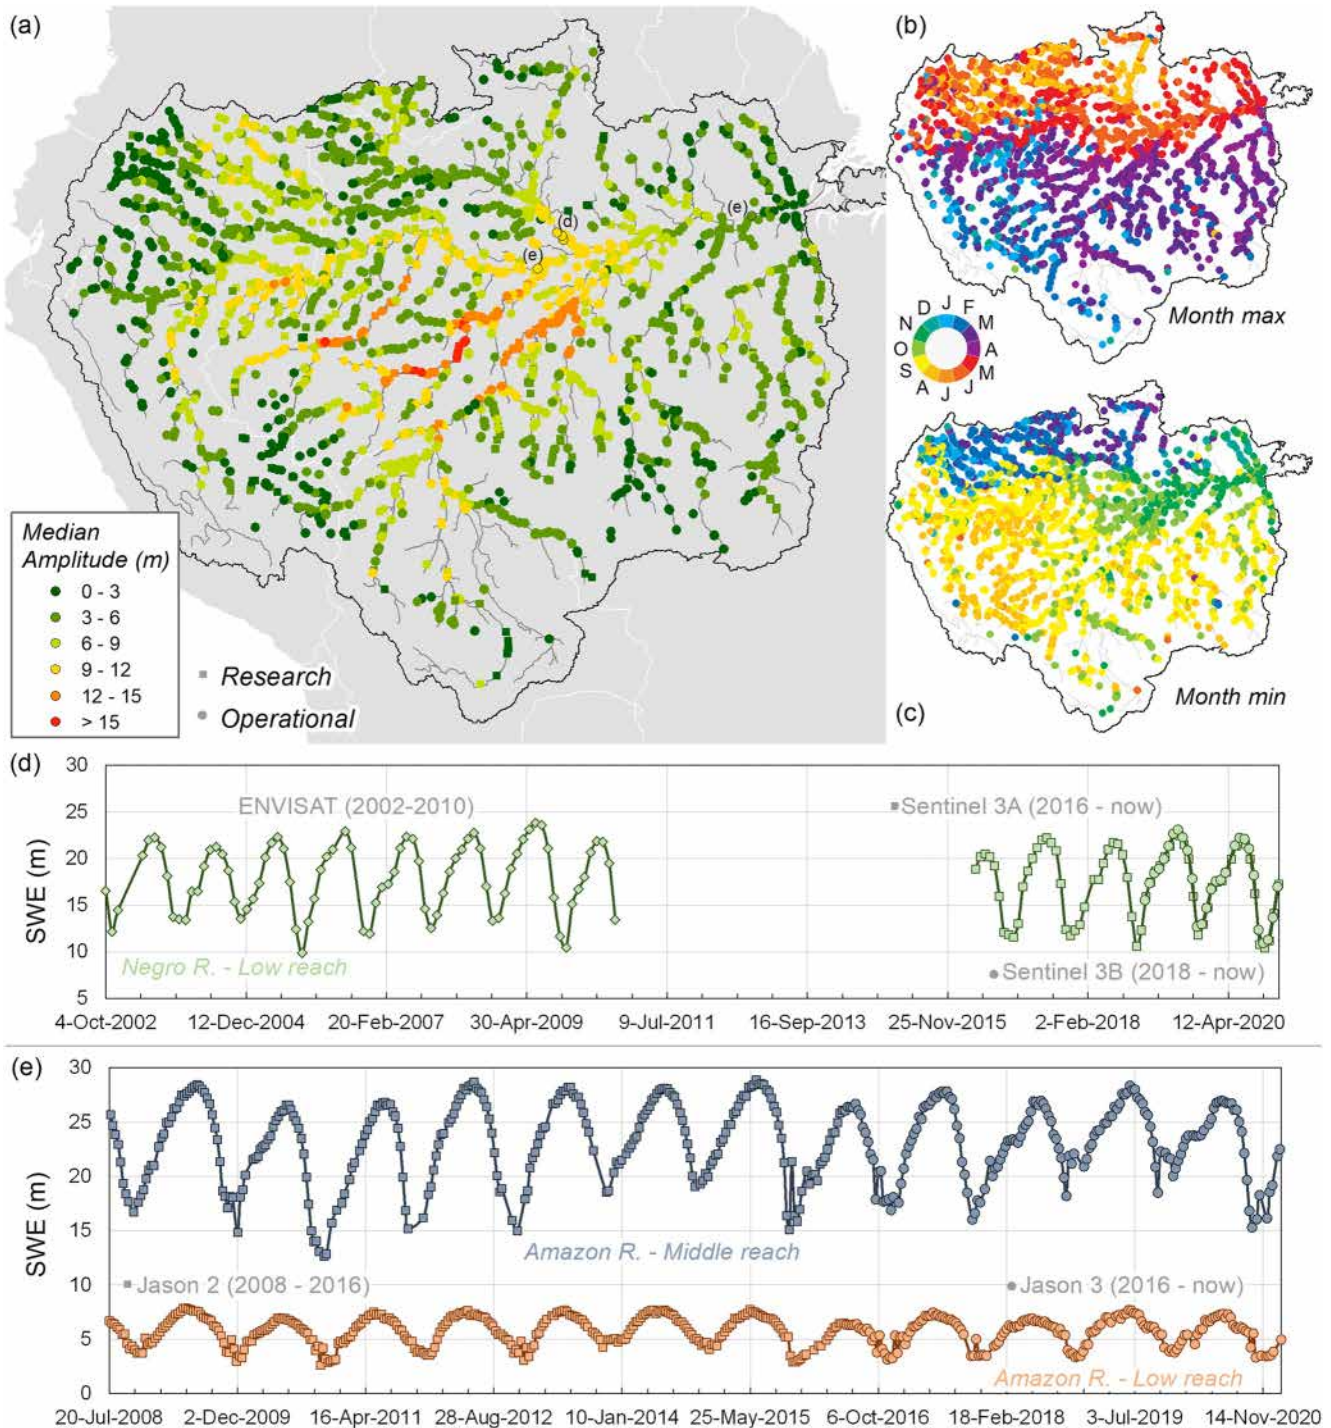 (a)
(b)
(d)
(e)
(e)
Month max
D J F
N M
O A
S M
A J J
Median
Amplitude (m)
0 - 3
3 - 6
6 - 9
9 - 12
12 - 15
> 15
Research
Operational
Month min
(c)
(d)
30
25
20
15
10
5
SWE (m)
ENVISAT (2002-2010)
Sentinel 3A (2016 - now)
Negro R. - Low reach
Sentinel 3B (2018 - now)
4-Oct-2002 12-Dec-2004 20-Feb-2007 30-Apr-2009 9-Jul-2011 16-Sep-2013 25-Nov-2015 2-Feb-2018 12-Apr-2020
(e)
30
25
20
15
10
5
0
SWE (m)
Amazon R. - Middle reach
Jason 2 (2008 - 2016)
Jason 3 (2016 - now)
Amazon R. - Low reach
20-Jul-2008 2-Dec-2009 16-Apr-2011 28-Aug-2012 10-Jan-2014 25-May-2015 6-Oct-2016 18-Feb-2018 3-Jul-2019 14-Nov-2020